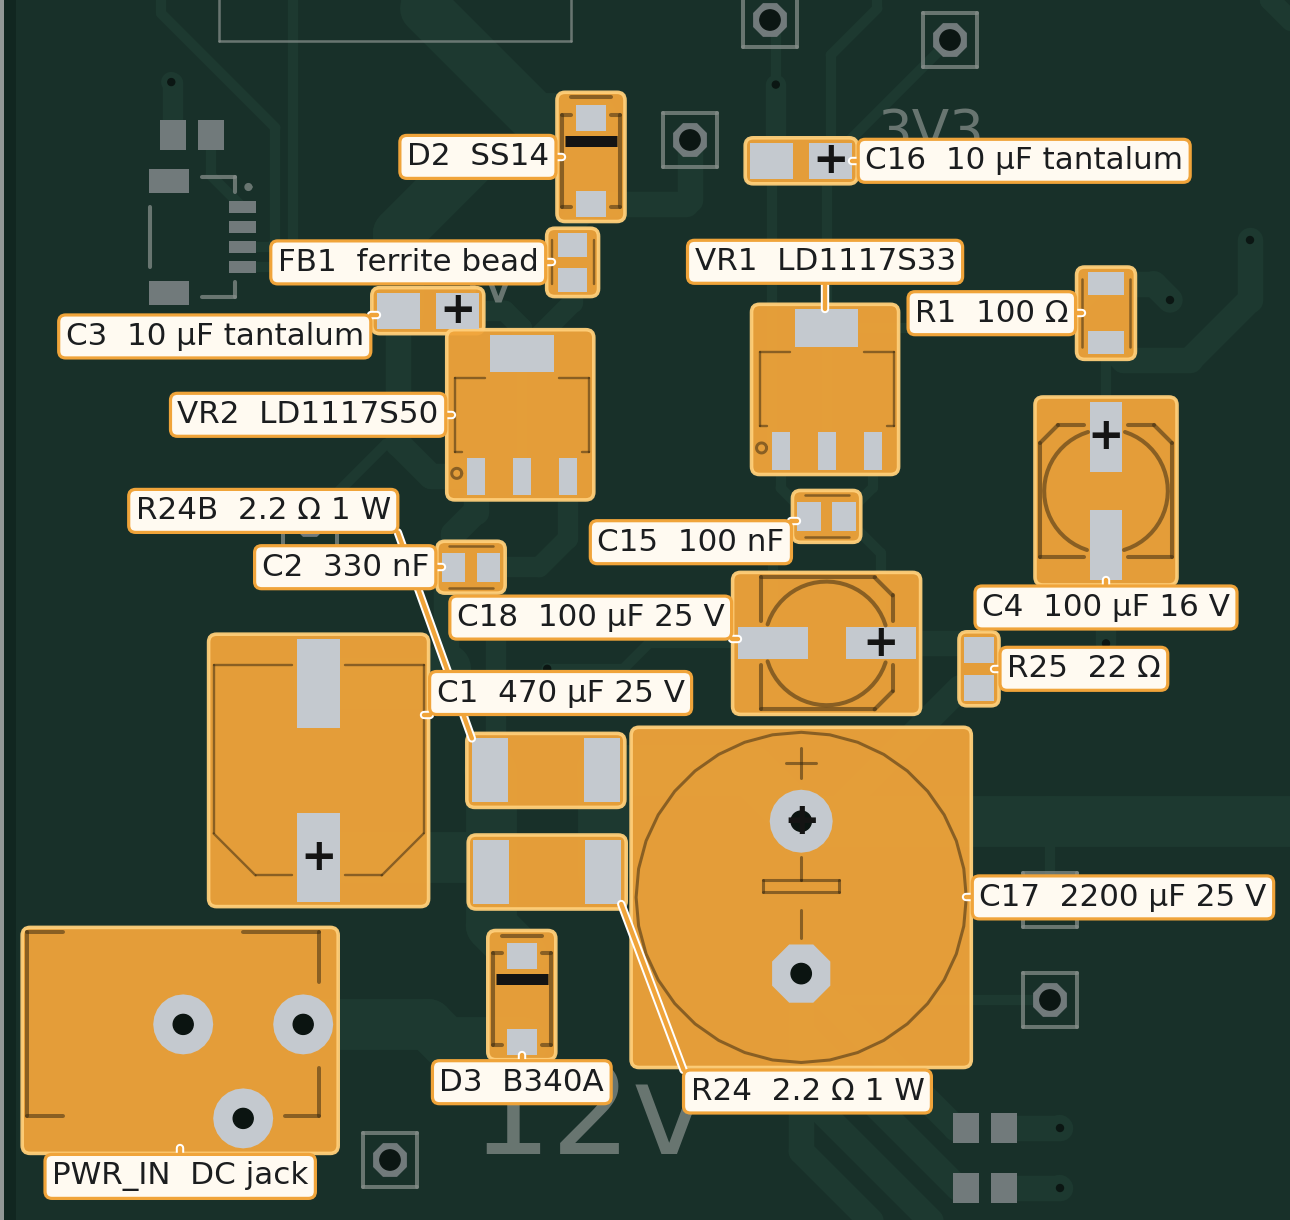 3V3
D2 SS14
C16 10 µF tantalum
+
FB1 ferrite bead
VR1 LD1117S33
V
C3 10 µF tantalum
+
R1 100 Ω
VR2 LD1117S50
+
R24B 2.2 Ω 1 W
C15 100 nF
C2 330 nF
C18 100 µF 25 V
+
C4 100 µF 16 V
R25 22 Ω
C1 470 µF 25 V
+
+
+
C17 2200 µF 25 V
D3 B340A
R24 2.2 Ω 1 W
12V
PWR_IN DC jack